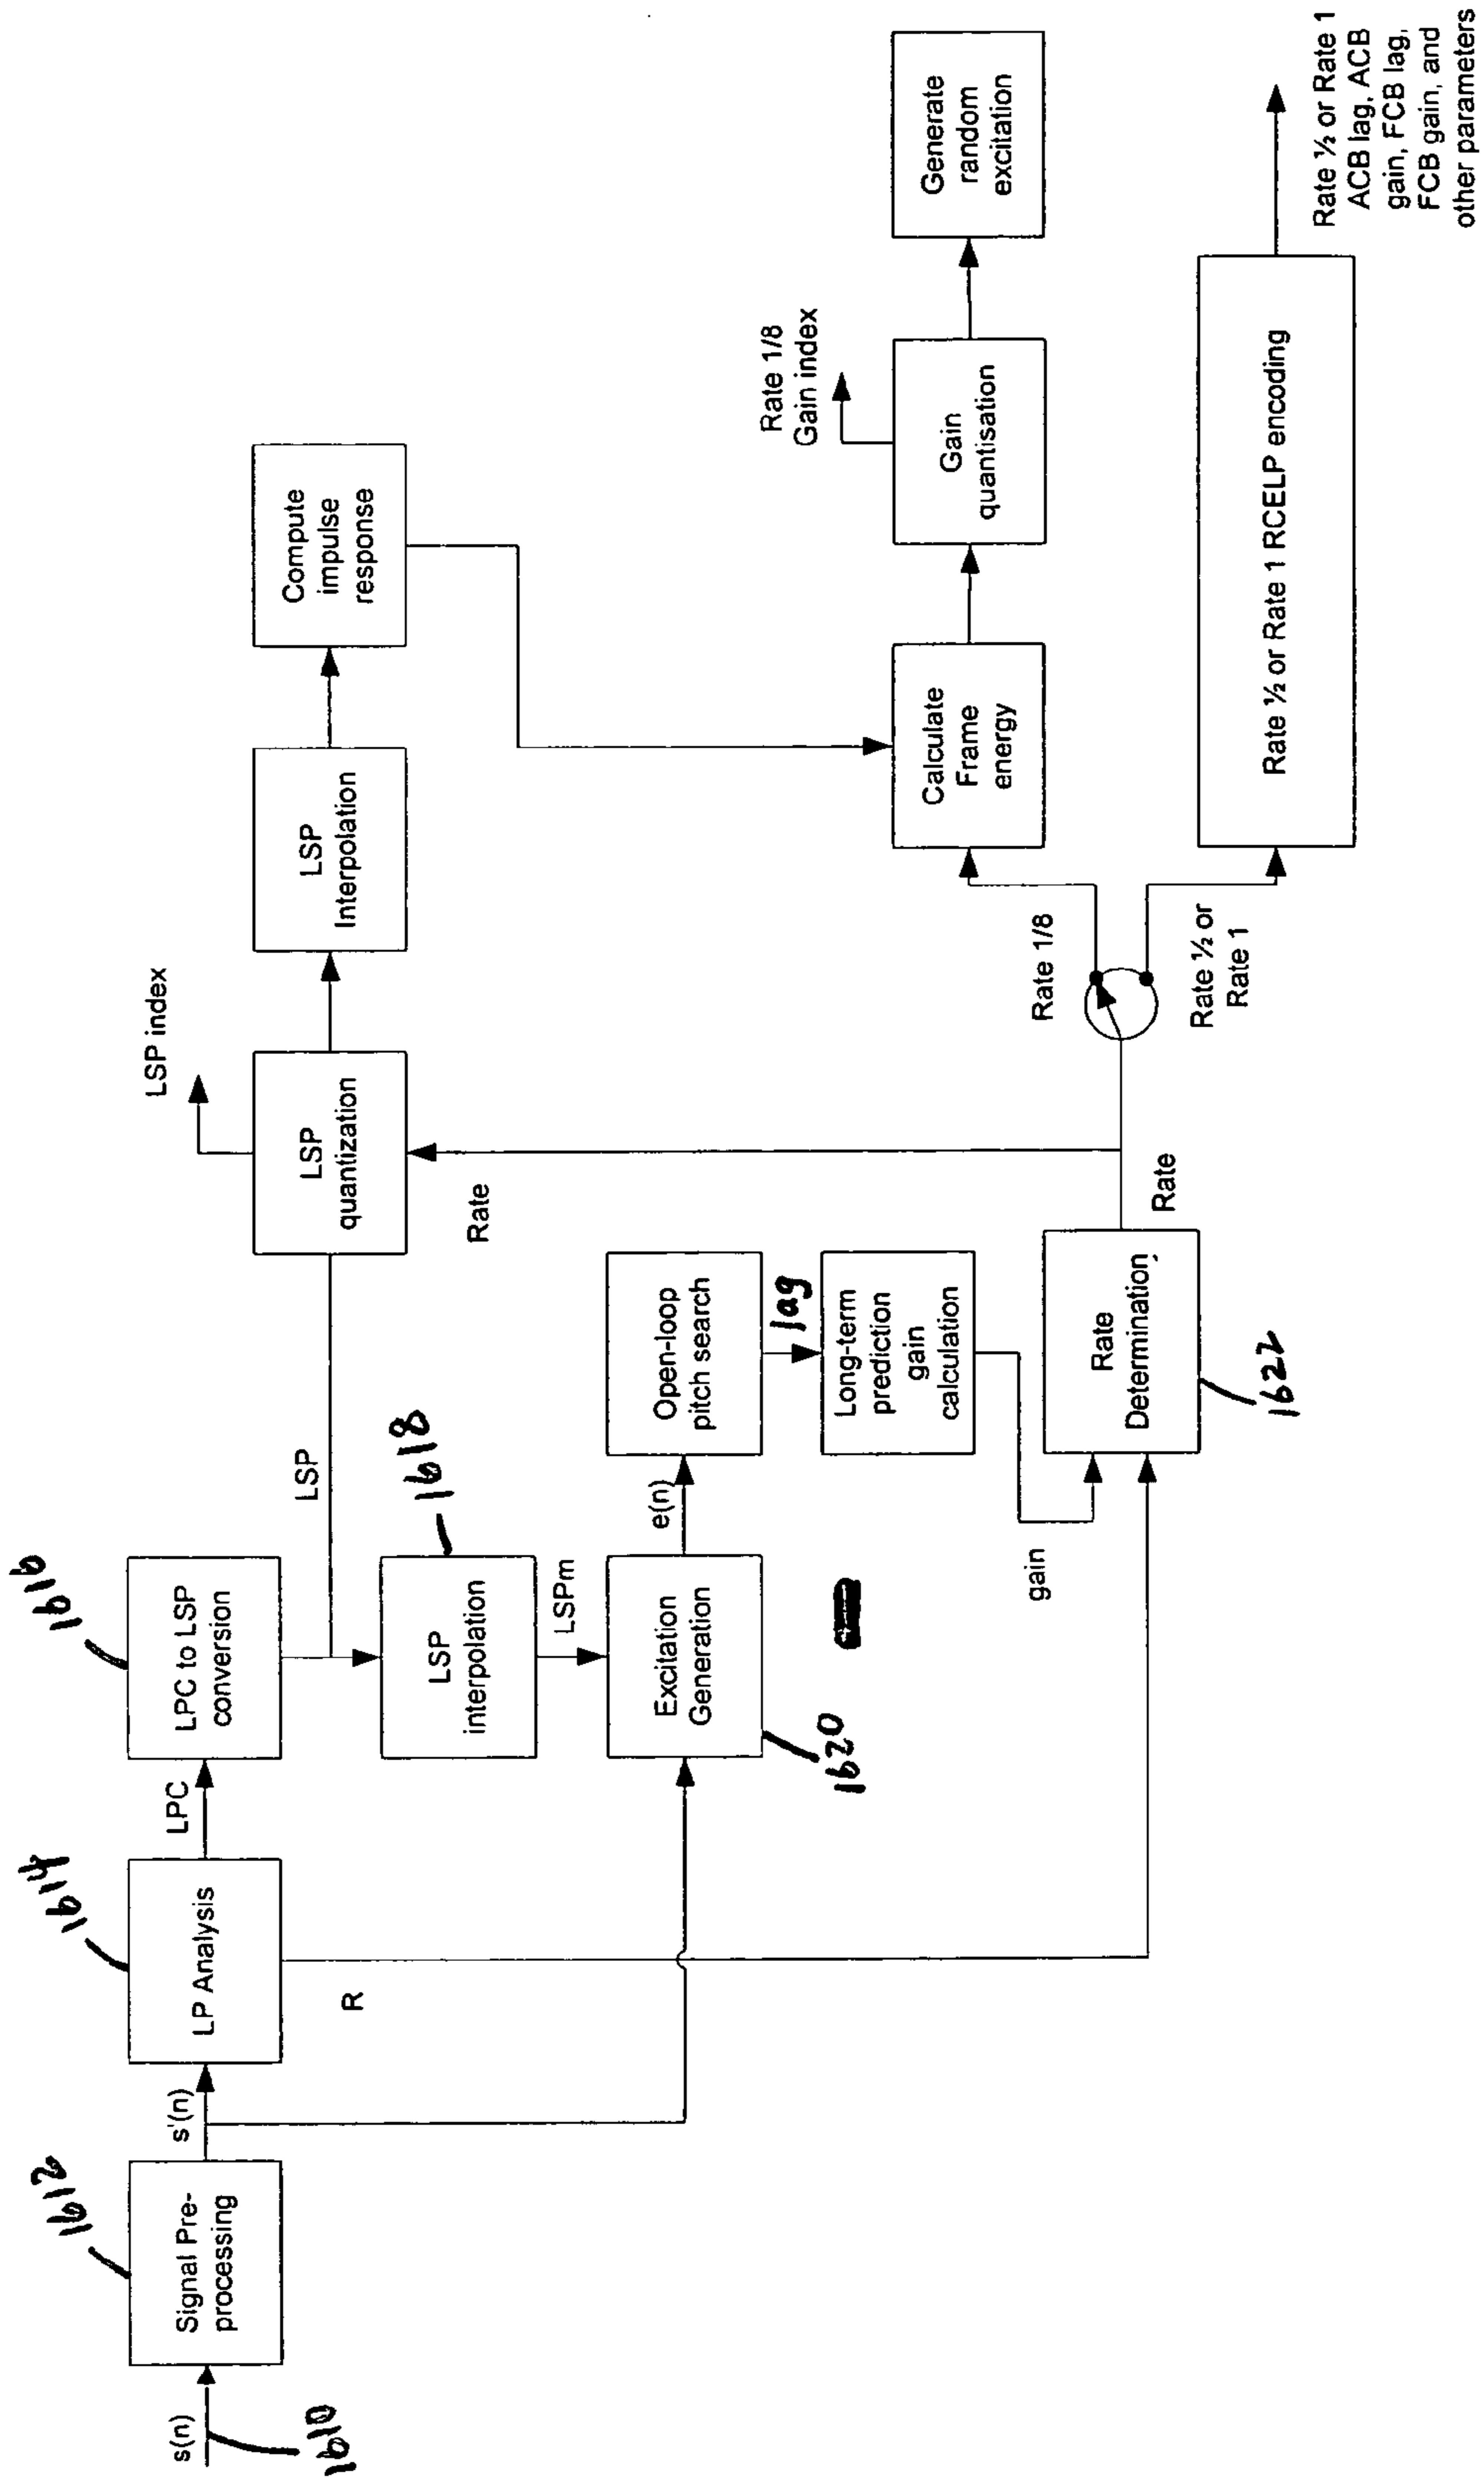 s(n)
1610
Signal Pre-
processing
1612
s'(n)
LP Analysis
1614
R
LPC
LPC to LSP
conversion
1616
LSP
LSP
interpolation
1618
LSPm
Excitation
Generation
1620
e(n)
Open-loop
pitch search
lag
Long-term
prediction
gain
calculation
gain
Rate
Determination
1622
Rate
Rate
LSP
quantization
LSP index
LSP
Interpolation
Compute
impulse
response
Rate 1/8
Rate ½ or
Rate 1
Calculate
Frame
energy
Gain
quantisation
Rate 1/8
Gain index
Generate
random
excitation
Rate ½ or Rate 1 RCELP encoding
Rate ½ or Rate 1
ACB lag, ACB
gain, FCB lag,
FCB gain, and
other parameters